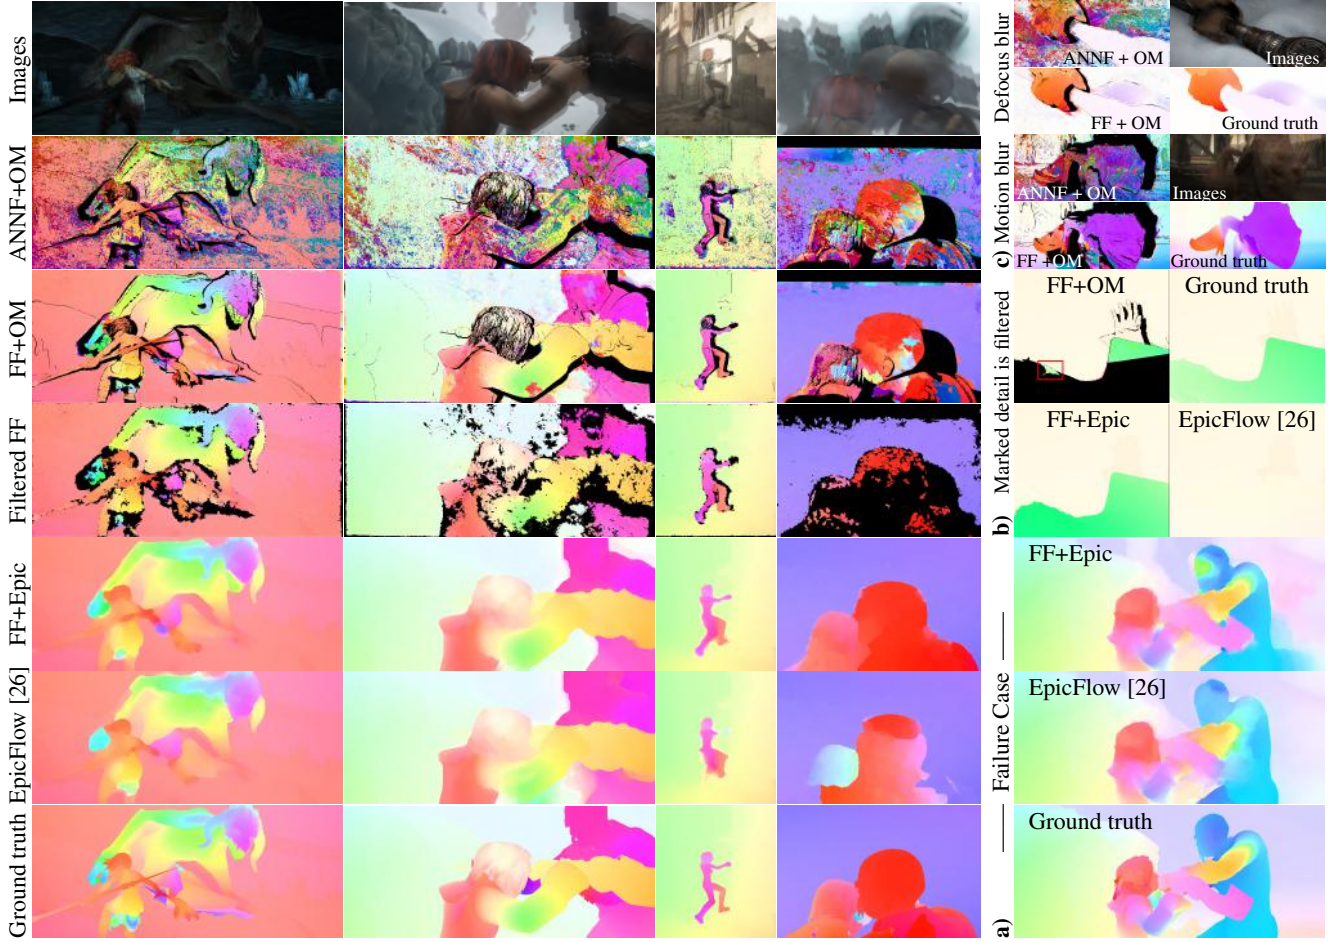 Images
ANNF+OM
FF+OM
Filtered FF
FF+Epic
EpicFlow [26]
Ground truth
Defocus blur
ANNF + OM
Images
FF + OM
Ground truth
c) Motion blur
ANNF + OM
Images
FF +OM
Ground truth
b) Marked detail is filtered
FF+OM
Ground truth
FF+Epic
EpicFlow [26]
a) Failure Case
FF+Epic
EpicFlow [26]
Ground truth